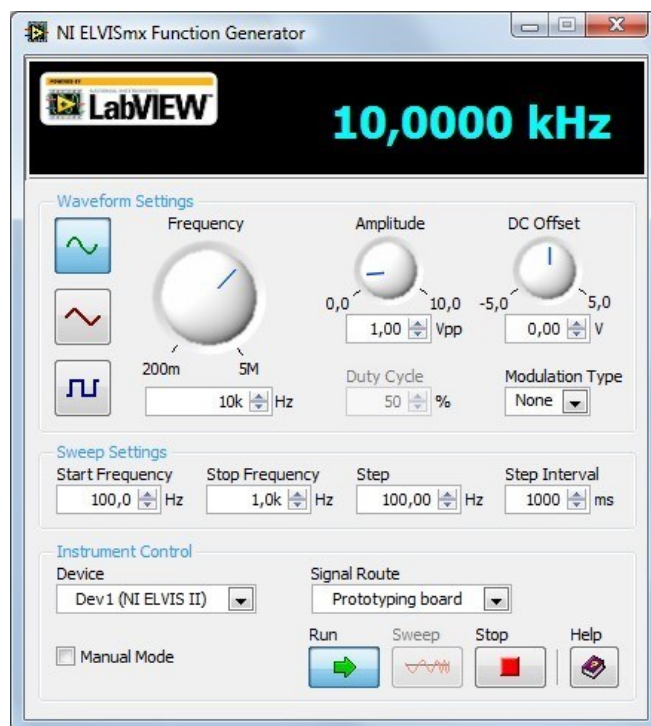 NI ELVISmx Function Generator
POWERED BY
LabVIEW
10,0000 kHz
Waveform Settings
Frequency
Amplitude
DC Offset
0,0
10,0
-5,0
5,0
1,00 Vpp
0,00 V
200m
5M
10k Hz
Duty Cycle
50 %
Modulation Type
None
Sweep Settings
Start Frequency
Stop Frequency
Step
Step Interval
100,0 Hz
1,0k Hz
100,00 Hz
1000 ms
Instrument Control
Device
Signal Route
Dev1 (NI ELVIS II)
Prototyping board
Manual Mode
Run
Sweep
Stop
Help